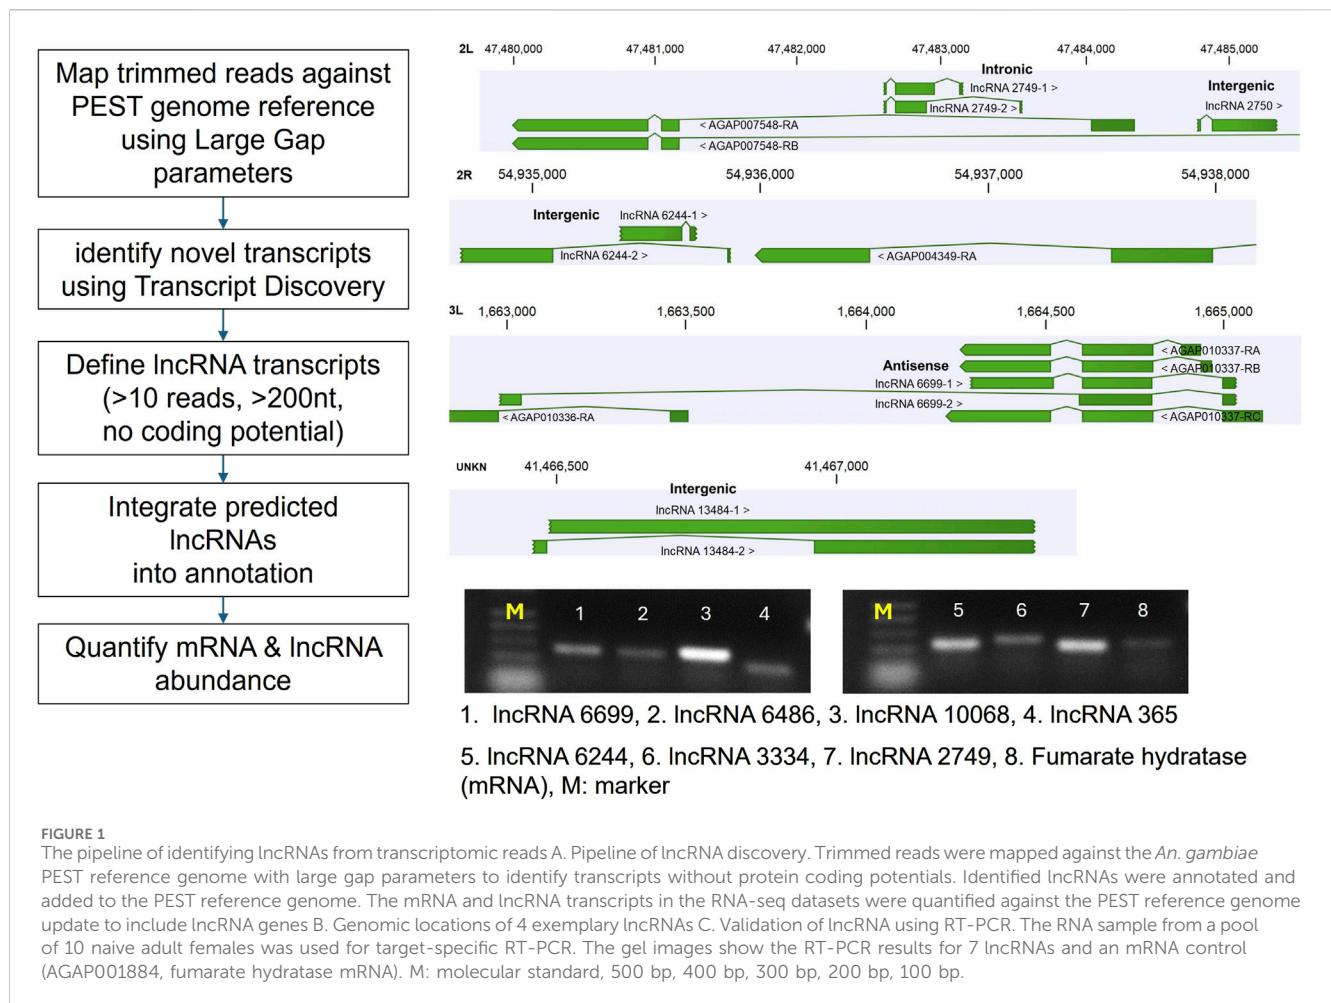 Map trimmed reads against
PEST genome reference
using Large Gap
parameters
identify novel transcripts
using Transcript Discovery
Define lncRNA transcripts
(>10 reads, >200nt,
no coding potential)
Integrate predicted
lncRNAs
into annotation
Quantify mRNA & lncRNA
abundance
2L 47,480,000 47,481,000 47,482,000 47,483,000 47,484,000 47,485,000
Intronic
lncRNA 2749-1 >
Intergenic
lncRNA 2749-2 >
lncRNA 2750 >
< AGAP007548-RA
< AGAP007548-RB
2R 54,935,000 54,936,000 54,937,000 54,938,000
Intergenic lncRNA 6244-1 >
lncRNA 6244-2 > < AGAP004349-RA
3L 1,663,000 1,663,500 1,664,000 1,664,500 1,665,000
< AGAP010337-RA
Antisense < AGAP010337-RB
lncRNA 6699-1 >
lncRNA 6699-2 >
< AGAP010336-RA < AGAP010337-RC
UNKN 41,466,500 41,467,000
Intergenic
lncRNA 13484-1 >
lncRNA 13484-2 >
M 1 2 3 4
M 5 6 7 8
1. lncRNA 6699, 2. lncRNA 6486, 3. lncRNA 10068, 4. lncRNA 365
5. lncRNA 6244, 6. lncRNA 3334, 7. lncRNA 2749, 8. Fumarate hydratase
(mRNA), M: marker
FIGURE 1
The pipeline of identifying lncRNAs from transcriptomic reads A. Pipeline of lncRNA discovery. Trimmed reads were mapped against the An. gambiae
PEST reference genome with large gap parameters to identify transcripts without protein coding potentials. Identified lncRNAs were annotated and
added to the PEST reference genome. The mRNA and lncRNA transcripts in the RNA-seq datasets were quantified against the PEST reference genome
update to include lncRNA genes B. Genomic locations of 4 exemplary lncRNAs C. Validation of lncRNA using RT-PCR. The RNA sample from a pool
of 10 naive adult females was used for target-specific RT-PCR. The gel images show the RT-PCR results for 7 lncRNAs and an mRNA control
(AGAP001884, fumarate hydratase mRNA). M: molecular standard, 500 bp, 400 bp, 300 bp, 200 bp, 100 bp.